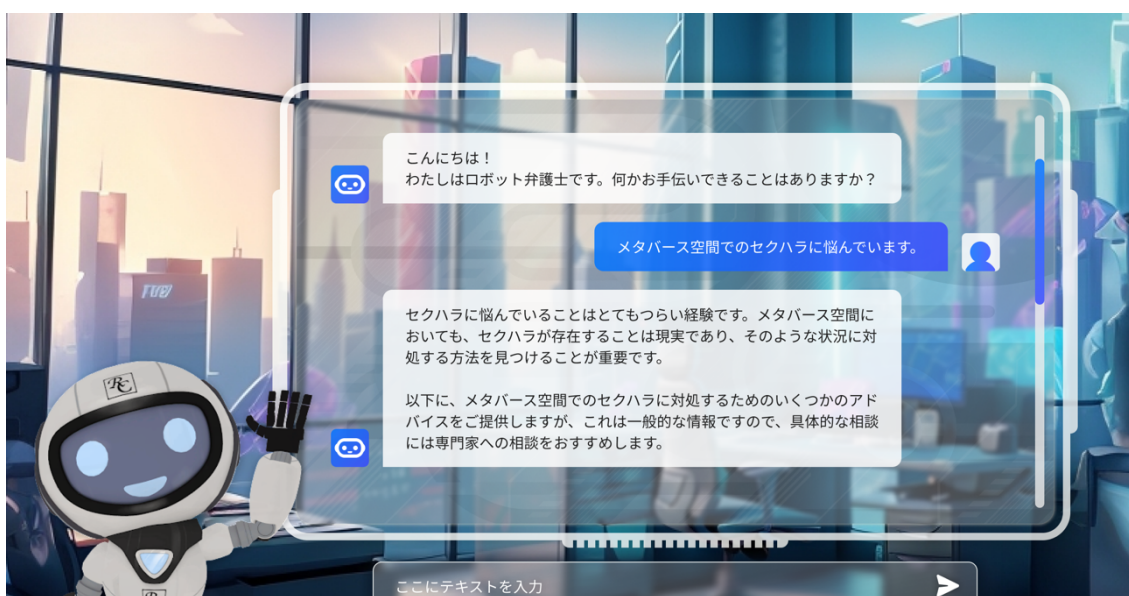 こんにちは！
わたしはロボット弁護士です。何かお手伝いできることはありますか？
メタバース空間でのセクハラに悩んでいます。
セクハラに悩んでいることはとてもつらい経験です。メタバース空間に
おいても、セクハラが存在することは現実であり、そのような状況に対
処する方法を見つけることが重要です。
以下に、メタバース空間でのセクハラに対処するためのいくつかのアド
バイスをご提供しますが、これは一般的な情報ですので、具体的な相談
には専門家への相談をおすすめします。
RC
ここにテキストを入力